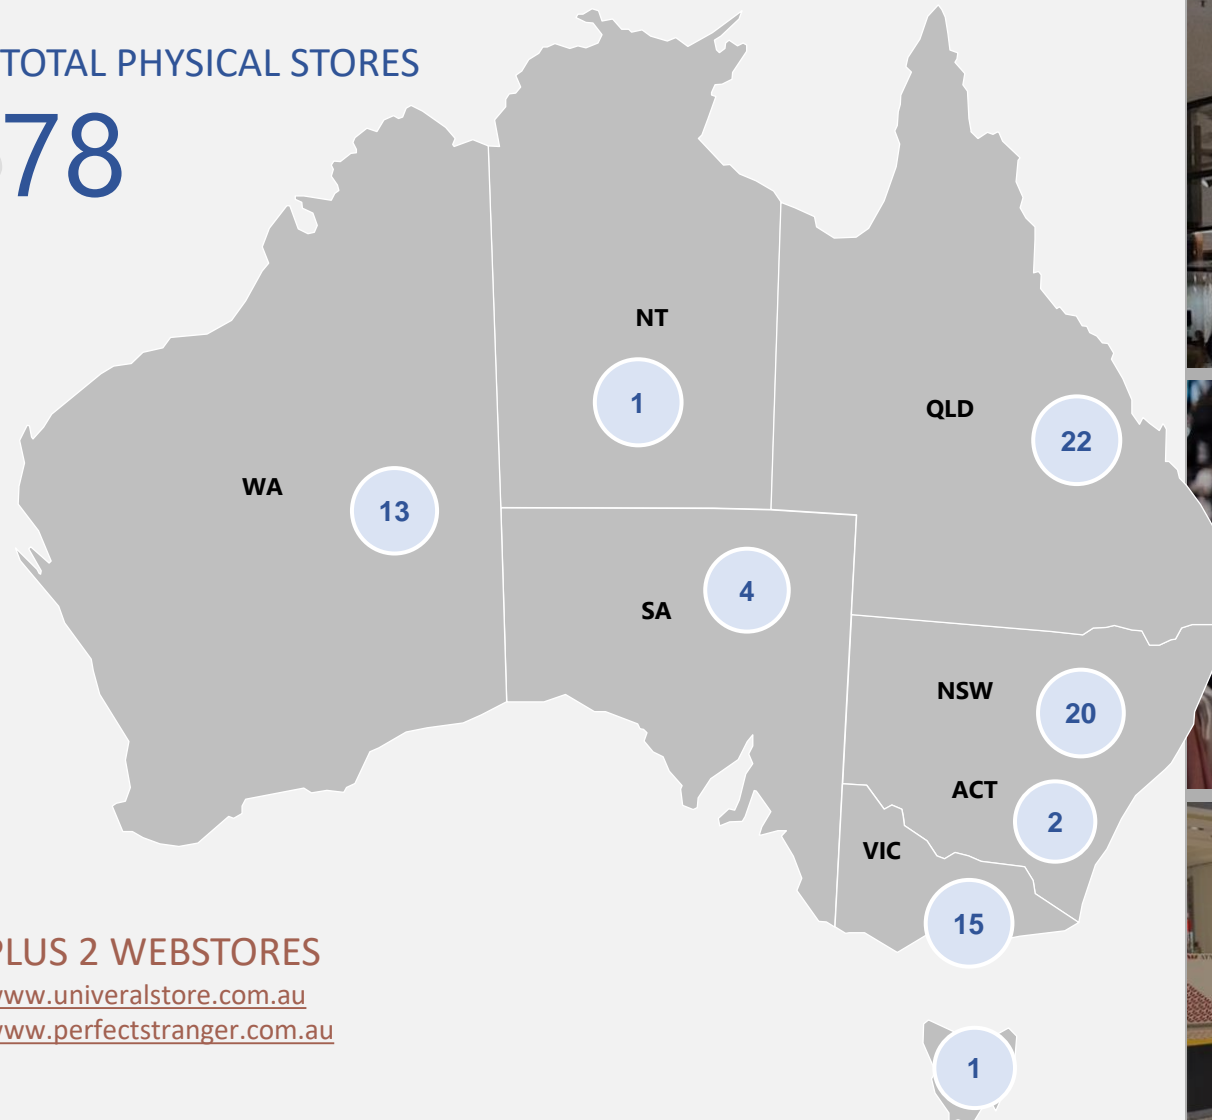 TOTAL PHYSICAL STORES
78
NT
1
QLD
22
WA
13
SA
4
NSW
20
ACT
2
VIC
15
PLUS 2 WEBSTORES
www.univeralstore.com.au
www.perfectstranger.com.au
1